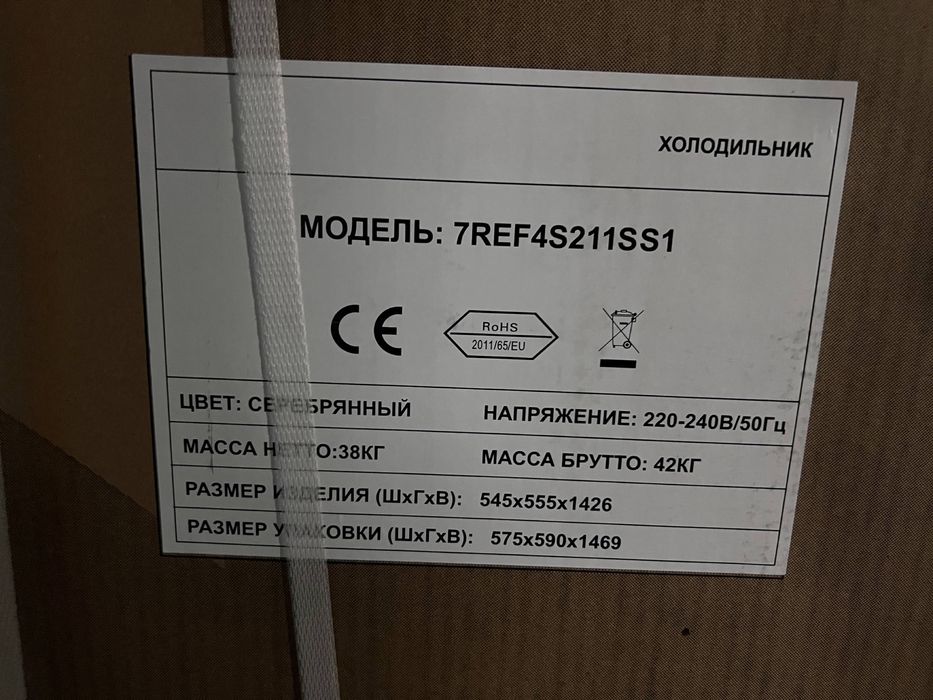 ХОЛОДИЛЬНИК
МОДЕЛЬ: 7REF4S211SS1
CE
RoHS
2011/65/EU
ЦВЕТ: СЕРЕБРЯННЫЙ НАПРЯЖЕНИЕ: 220-240В/50Гц
МАССА НЕТТО:38КГ МАССА БРУТТО: 42КГ
РАЗМЕР ИЗДЕЛИЯ (ШхГхВ): 545х555х1426
РАЗМЕР УПАКОВКИ (ШхГхВ): 575х590х1469